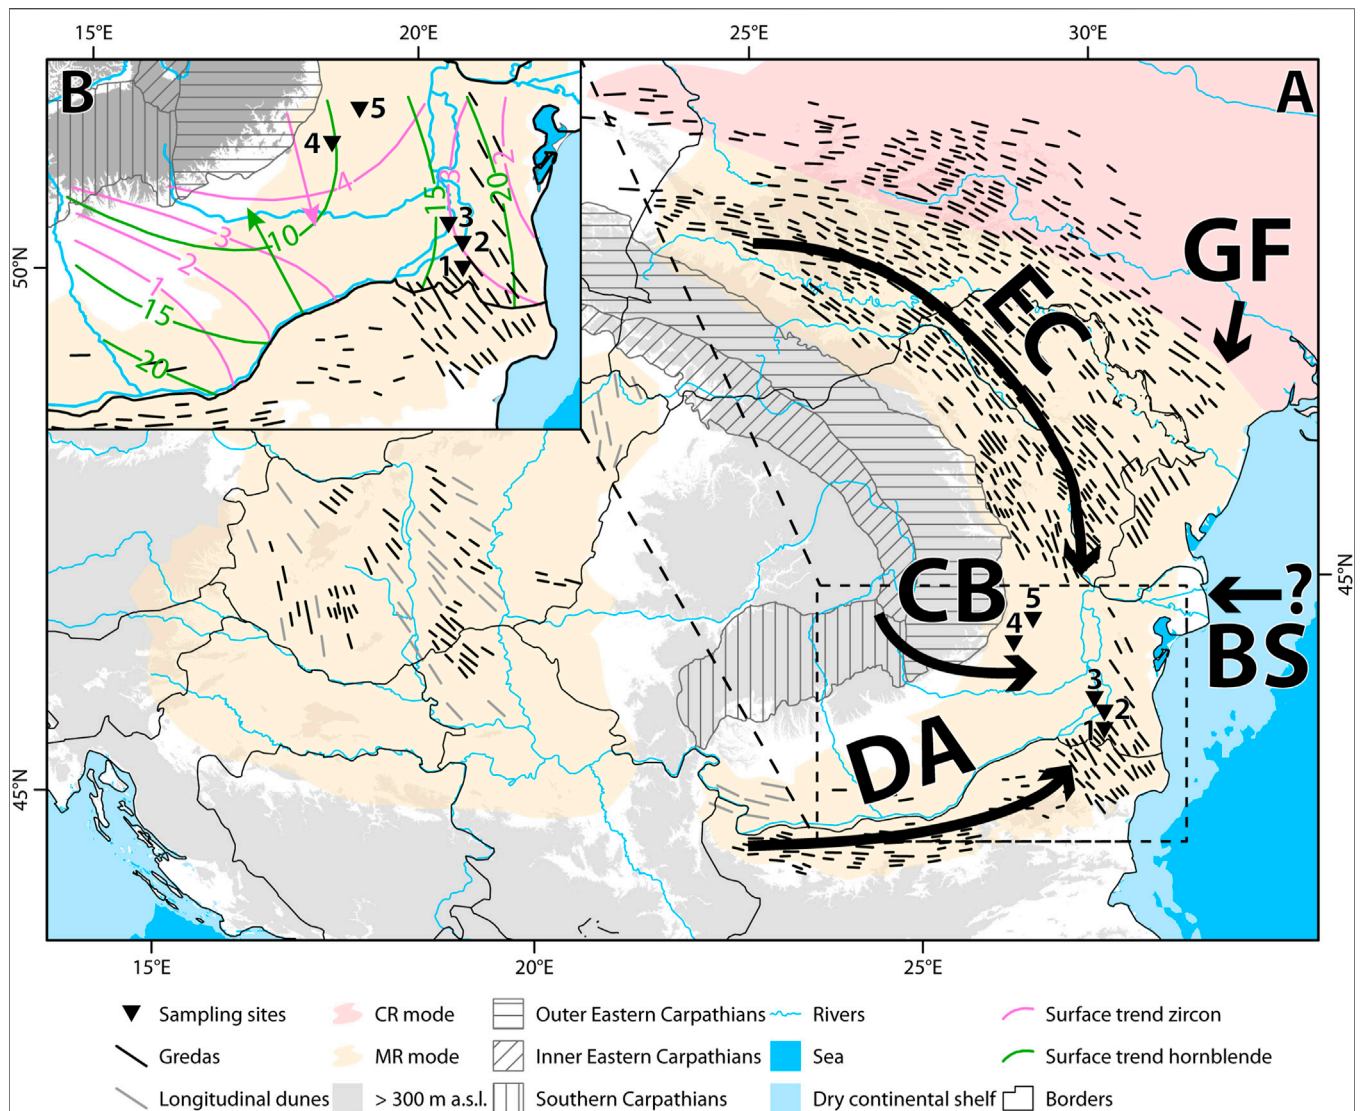 15°E 20°E 25°E 30°E
B A
5
4
4 2
3
15 20
3
2
1
10
3
2
1
15
20
GF
EC
50°N
45°N
CB
5
4
?
BS
3
2
1
DA
45°N
15°E 20°E 25°E
Sampling sites CR mode Outer Eastern Carpathians Rivers Surface trend zircon
Gredas MR mode Inner Eastern Carpathians Sea Surface trend hornblende
Longitudinal dunes > 300 m a.s.l. Southern Carpathians Dry continental shelf Borders